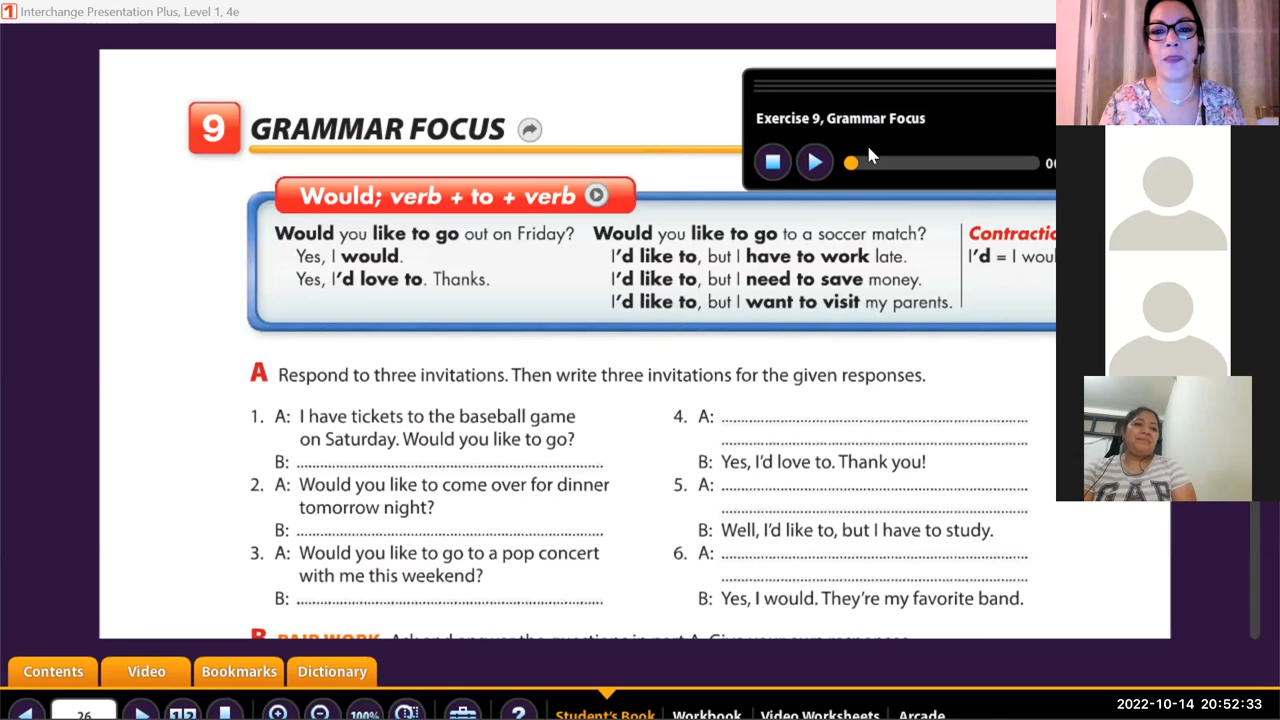 Interchange Presentation Plus, Level 1, 4e
9 GRAMMAR FOCUS
Exercise 9, Grammar Focus
Would; verb + to + verb
Would you like to go out on Friday?
Yes, I would.
Yes, I'd love to. Thanks.
Would you like to go to a soccer match?
I'd like to, but I have to work late.
I'd like to, but I need to save money.
I'd like to, but I want to visit my parents.
I'd = I
A Respond to three invitations. Then write three invitations for the given responses.
1. A: I have tickets to the baseball game
on Saturday. Would you like to go?
B:
2. A: Would you like to come over for dinner
tomorrow night?
B:
3. A: Would you like to go to a pop concert
with me this weekend?
B:
4. A:
B: Yes, I'd love to. Thank you!
5. A:
B: Well, I'd like to, but I have to study.
6. A:
B: Yes, I would. They're my favorite band.
Contents
Video
Bookmarks
Dictionary
26
100%
?
Student's Book
Workbook
Video Worksheets
Arcade
GAP
2022-10-14 20:52:33